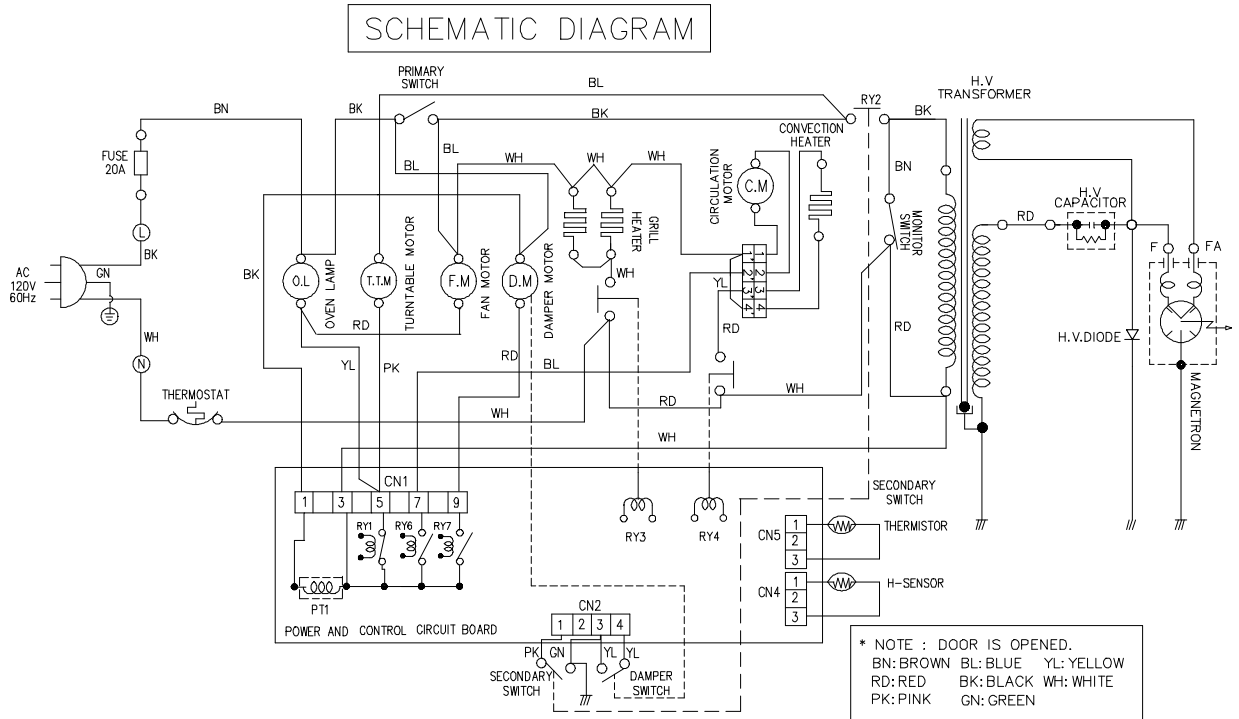 SCHEMATIC DIAGRAM
PRIMARY
SWITCH
BL
RY2
H.V
TRANSFORMER
BN
BK
BK
BK
FUSE
20A
CONVECTION
HEATER
BL
BL
WH
WH
WH
C.M
CIRCULATION
MOTOR
BN
MONITOR
SWITCH
H.V
CAPACITOR
RD
F
FA
L
BK
AC
120V
60Hz
GN
WH
N
BK
O.L
OVEN LAMP
T.T.M
TURNTABLE MOTOR
F.M
FAN MOTOR
D.M
DAMPER MOTOR
GRILL
HEATER
WH
1 1
2 2
3 3
4 4
YL
RD
RD
RD
YL
PK
RD
BL
H.V.DIODE
MAGNETRON
THERMOSTAT
WH
RD
WH
WH
CN1
1 3 5 7 9
RY1 RY6 RY7
PT1
RY3
RY4
SECONDARY
SWITCH
CN5
1
2
3
THERMISTOR
CN4
1
2
3
H-SENSOR
POWER AND CONTROL CIRCUIT BOARD
CN2
1 2 3 4
PK GN YL YL
SECONDARY
SWITCH
DAMPER
SWITCH
* NOTE : DOOR IS OPENED.
BN: BROWN BL: BLUE YL: YELLOW
RD: RED BK: BLACK WH: WHITE
PK: PINK GN: GREEN